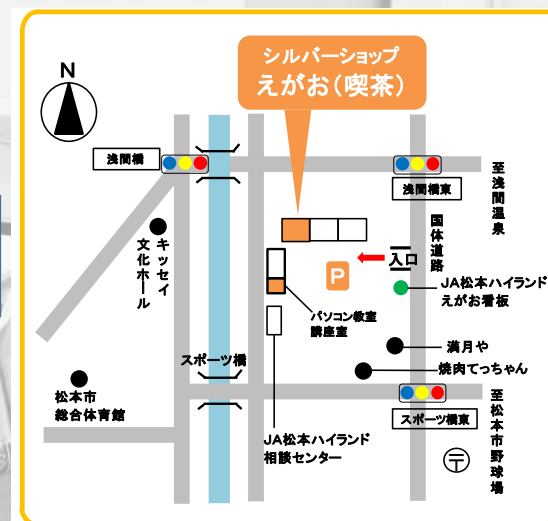 シルバーショップ
えがお（喫茶）
N
浅間橋
浅間橋東
至浅間温泉
国体道路
キッセイ
文化ホール
入口
P
JA松本ハイランド
えがお看板
パソコン教室
講座室
満月や
スポーツ橋
焼肉てっちゃん
松本市
総合体育館
スポーツ橋東
至松本市野球場
JA松本ハイランド
相談センター
〒